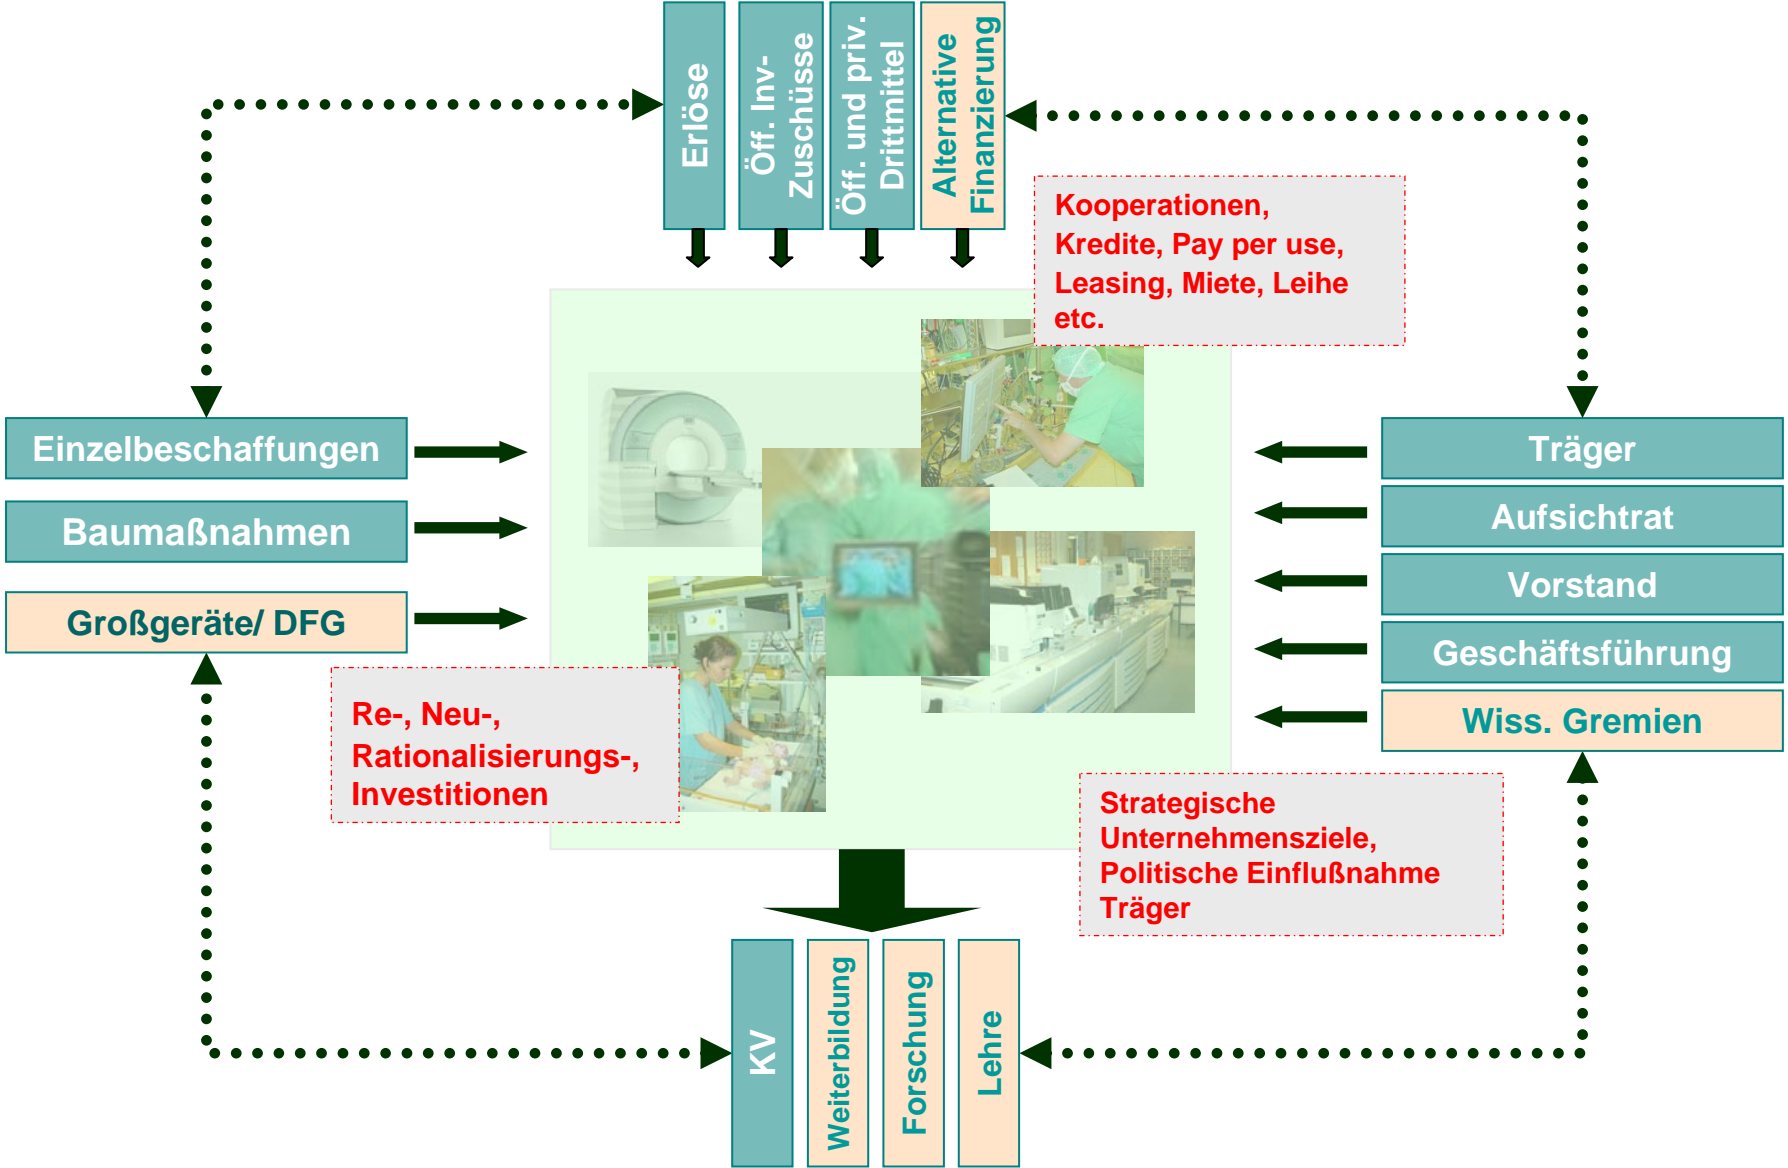 Erlöse
Öff. Inv-
Zuschüsse
Öff. und priv.
Drittmittel
Alternative
Finanzierung
Kooperationen,
Kredite, Pay per use,
Leasing, Miete, Leihe
etc.
Einzelbeschaffungen
Baumaßnahmen
Großgeräte/ DFG
Re-, Neu-,
Rationalisierungs-,
Investitionen
Träger
Aufsichtrat
Vorstand
Geschäftsführung
Wiss. Gremien
Strategische
Unternehmensziele,
Politische Einflußnahme
Träger
KV
Weiterbildung
Forschung
Lehre